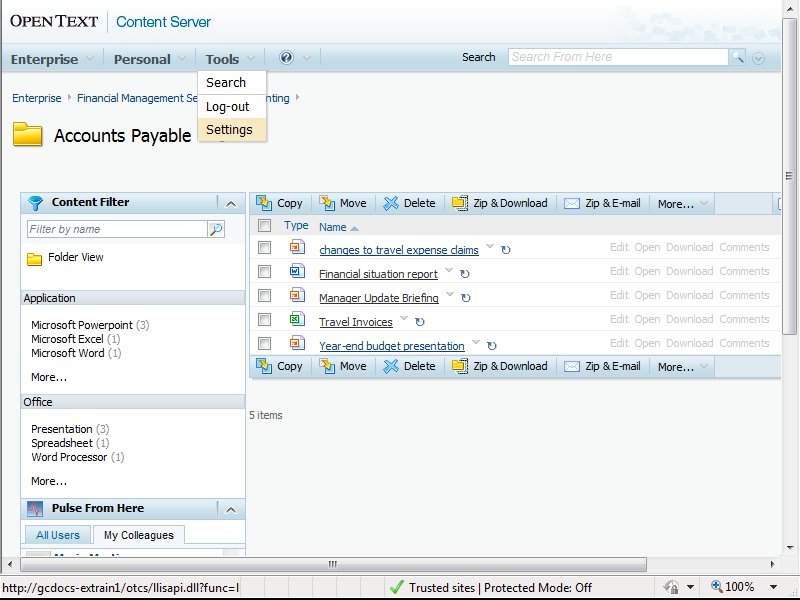 OPEN TEXT Content Server
Enterprise Personal Tools ? Search Search From Here
Search
Log-out
Settings
Enterprise Financial Management Se nting
Accounts Payable
Content Filter
Filter by name
Folder View
Application
Microsoft Powerpoint (3)
Microsoft Excel (1)
Microsoft Word (1)
More...
Office
Presentation (3)
Spreadsheet (1)
Word Processor (1)
More...
Pulse From Here
All Users My Colleagues
Copy Move Delete Zip & Download Zip & E-mail More...
Type Name
changes to travel expense claims Edit Open Download Comments
Financial situation report Edit Open Download Comments
Manager Update Briefing Edit Open Download Comments
Travel Invoices Edit Open Download Comments
Year-end budget presentation Edit Open Download Comments
Copy Move Delete Zip & Download Zip & E-mail More...
5 items
http://gcdocs-extrain1/otcs/llisapi.dll?func=l Trusted sites | Protected Mode: Off 100%